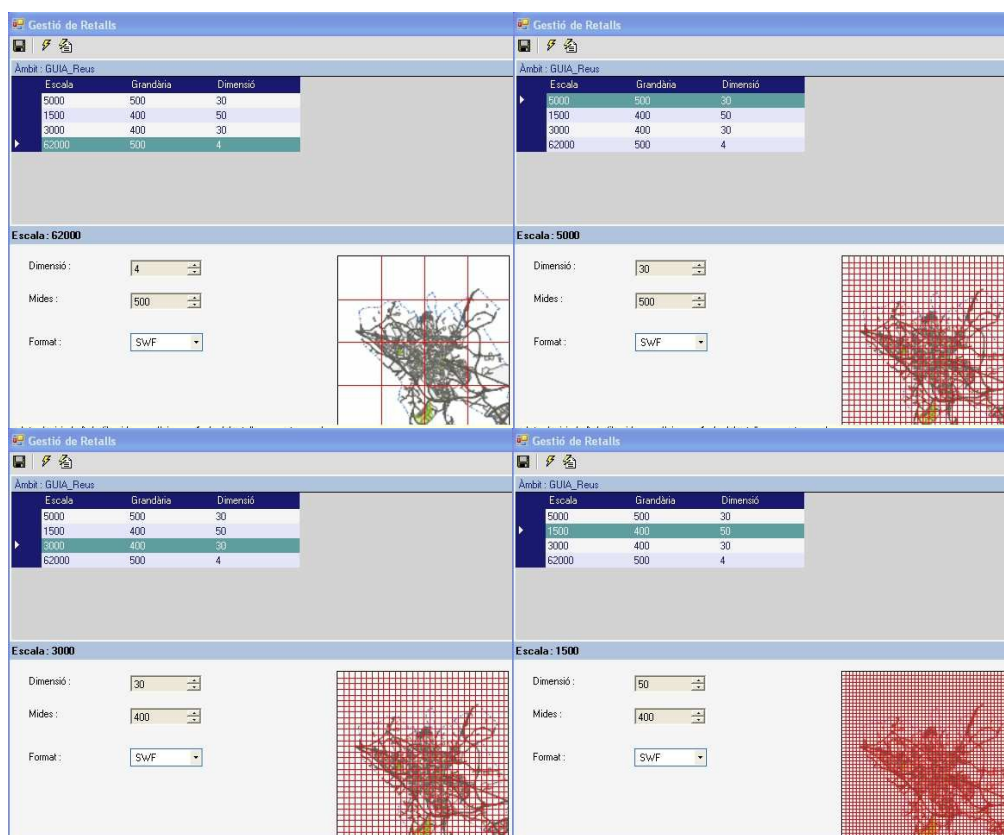 Gestió de Retalls
Àmbit : GUIA_Reus
Escala Grandària Dimensió
5000 500 30
1500 400 50
3000 400 30
62000 500 4
Escala: 62000
Dimensió : 4
Mides : 500
Format : SWF
Gestió de Retalls
Àmbit : GUIA_Reus
Escala Grandària Dimensió
5000 500 30
1500 400 50
3000 400 30
62000 500 4
Escala: 5000
Dimensió : 30
Mides : 500
Format : SWF
Gestió de Retalls
Àmbit : GUIA_Reus
Escala Grandària Dimensió
5000 500 30
1500 400 50
3000 400 30
62000 500 4
Escala: 3000
Dimensió : 30
Mides : 400
Format : SWF
Gestió de Retalls
Àmbit : GUIA_Reus
Escala Grandària Dimensió
5000 500 30
1500 400 50
3000 400 30
62000 500 4
Escala: 1500
Dimensió : 50
Mides : 400
Format : SWF